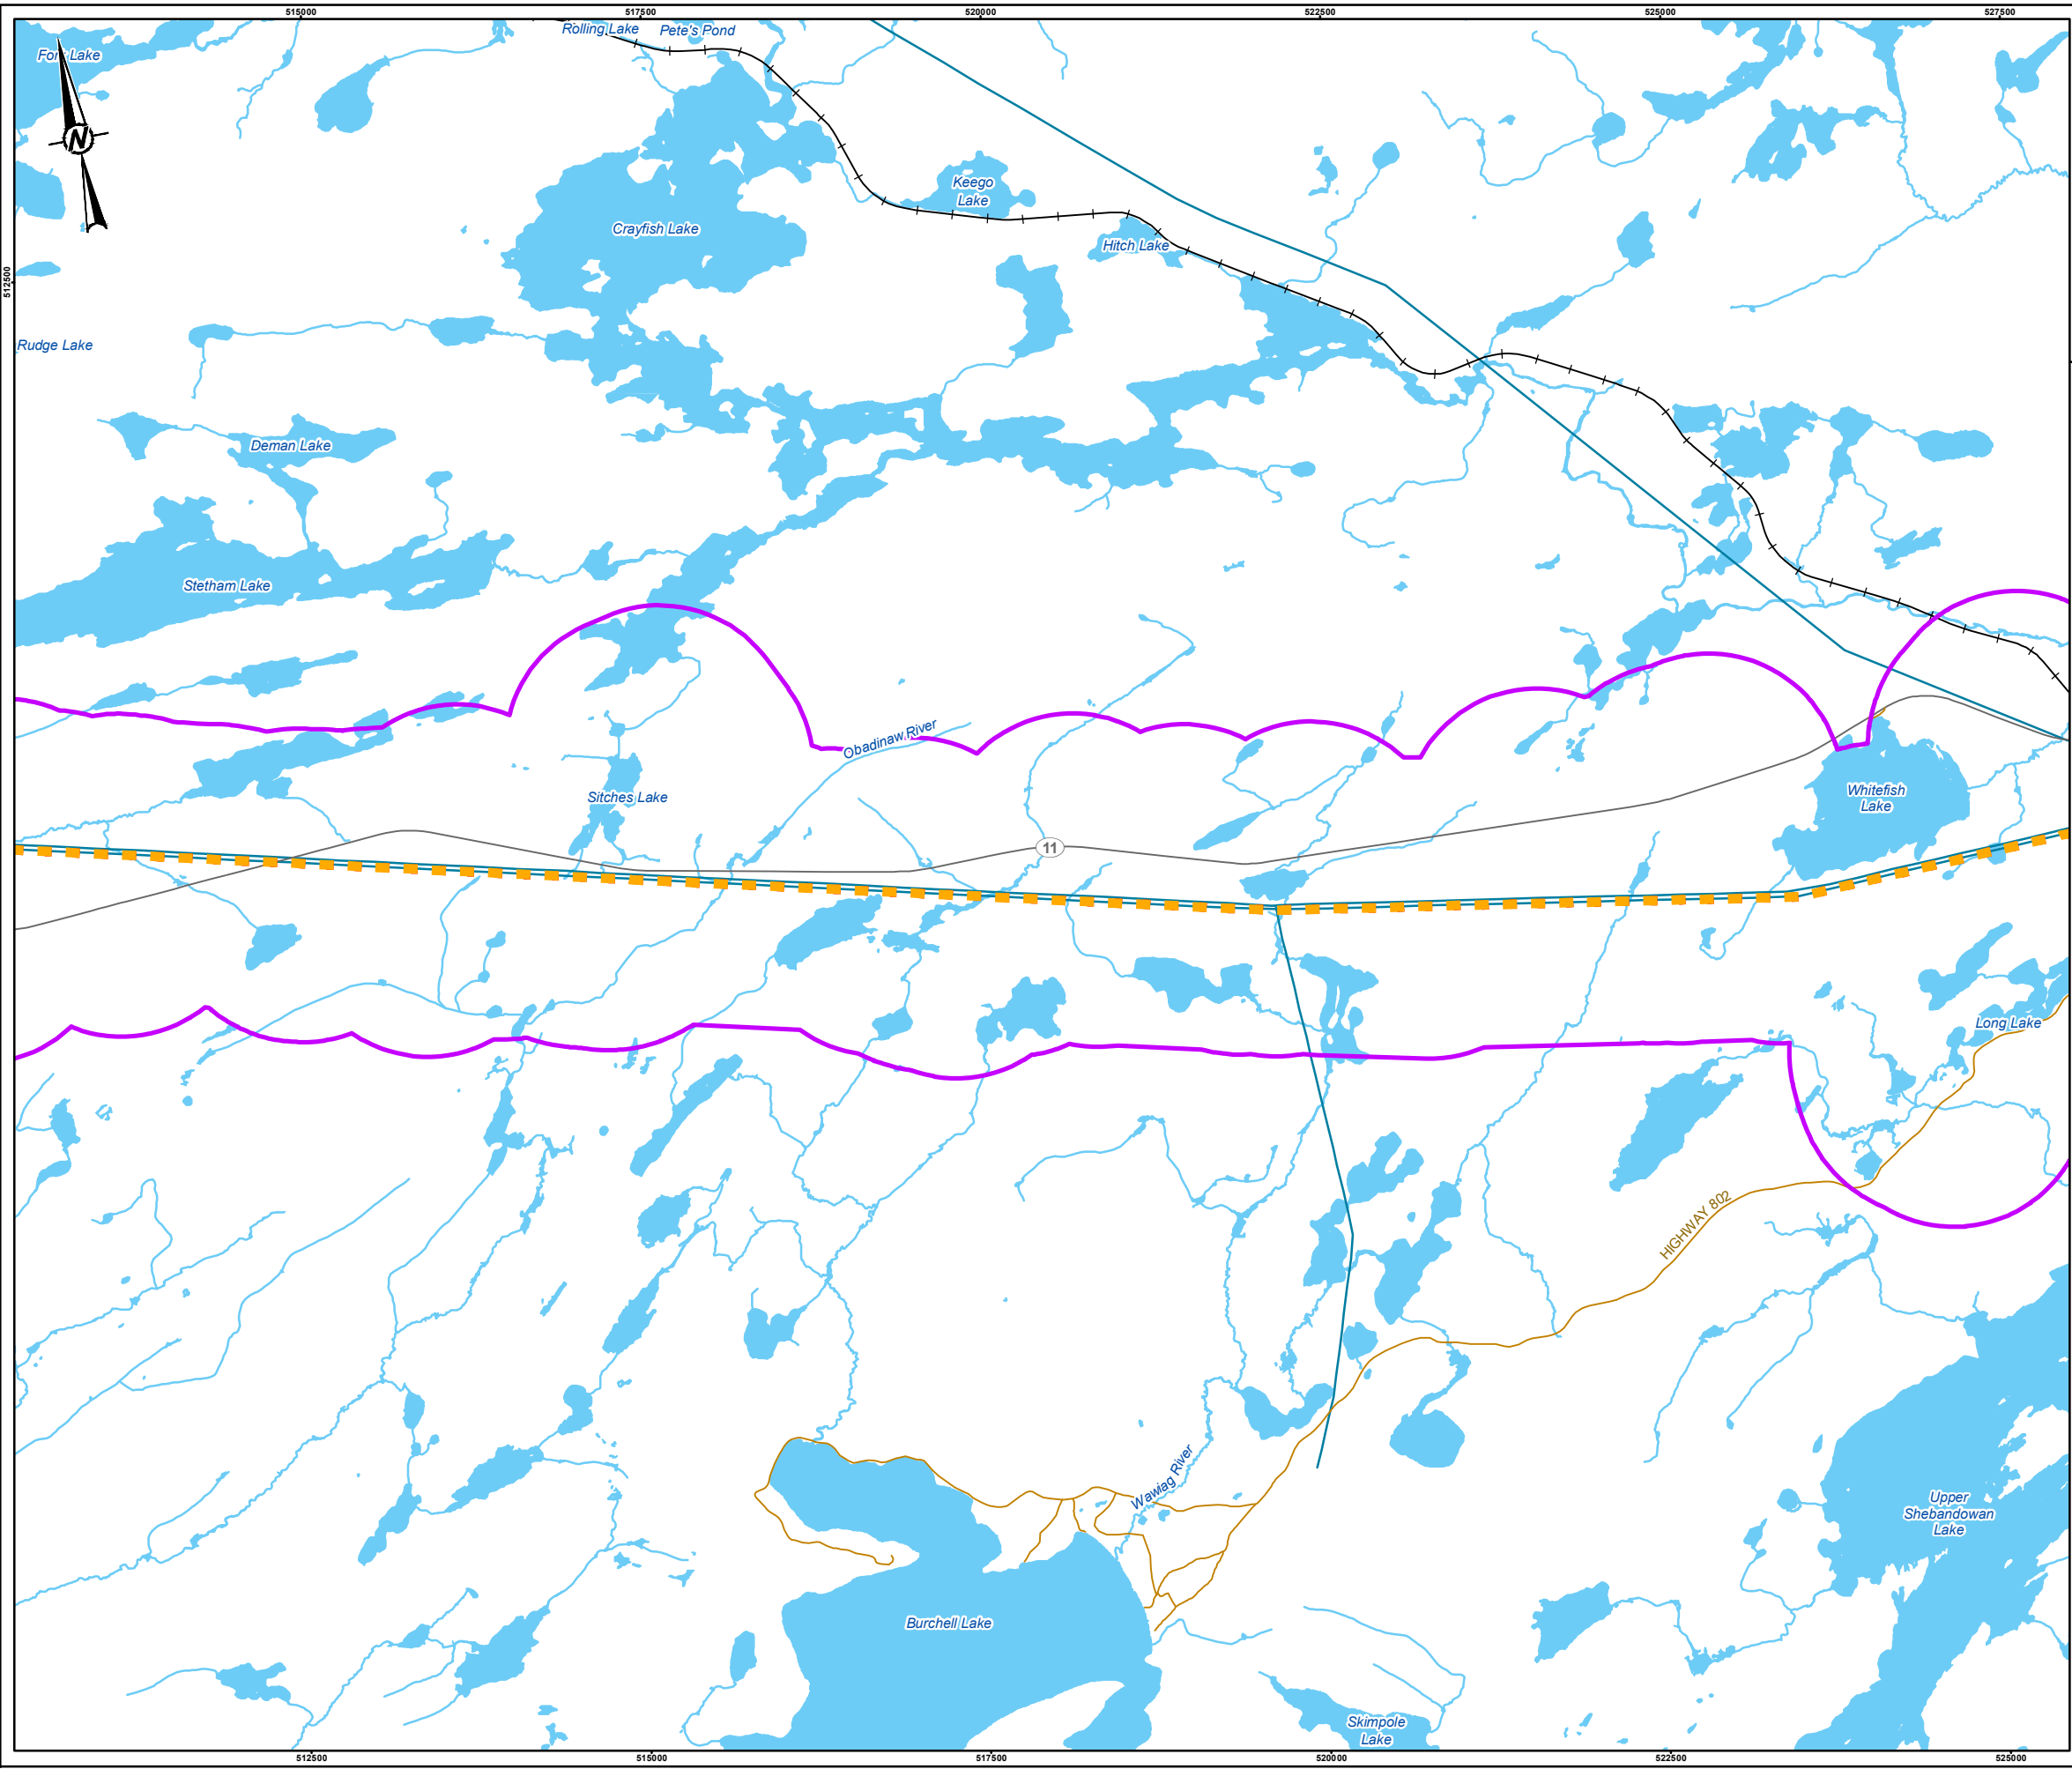 515000
517500
520000
522500
525000
527500
Rolling Lake
Pete's Pond
Fork Lake
N
Keego
Lake
Crayfish Lake
Hitch Lake
512500
Rudge Lake
Deman Lake
Stetham Lake
Obadinaw River
Sitches Lake
Whitefish
Lake
11
Long Lake
HIGHWAY 802
Wawiag River
Upper
Shebandowan
Lake
Burchell Lake
Skimpole
Lake
512500
515000
517500
520000
522500
525000